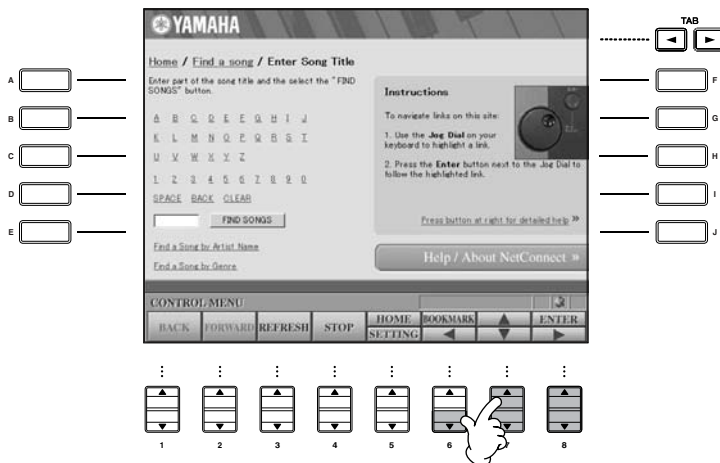 YAMAHA
TAB
Home / Find a song / Enter Song Title
Enter part of the song title and the select the "FIND
SONGS" button.
A B C D E F G H I J
K L M N O P Q R S T
U V W X Y Z
1 2 3 4 5 6 7 8 9 0
SPACE BACK CLEAR
FIND SONGS
Find a Song by Artist Name
Find a Song by Genre
Instructions
To navigate links on this site:
1. Use the Jog Dial on your
keyboard to highlight a link.
2. Press the Enter button next to the Jog Dial to
follow the highlighted link.
Press button at right for detailed help »
Help / About NetConnect »
CONTROL MENU
BACK FORWARD REFRESH STOP HOME BOOKMARK ENTER
SETTING
A
B
C
D
E
F
G
H
I
J
1 2 3 4 5 6 7 8